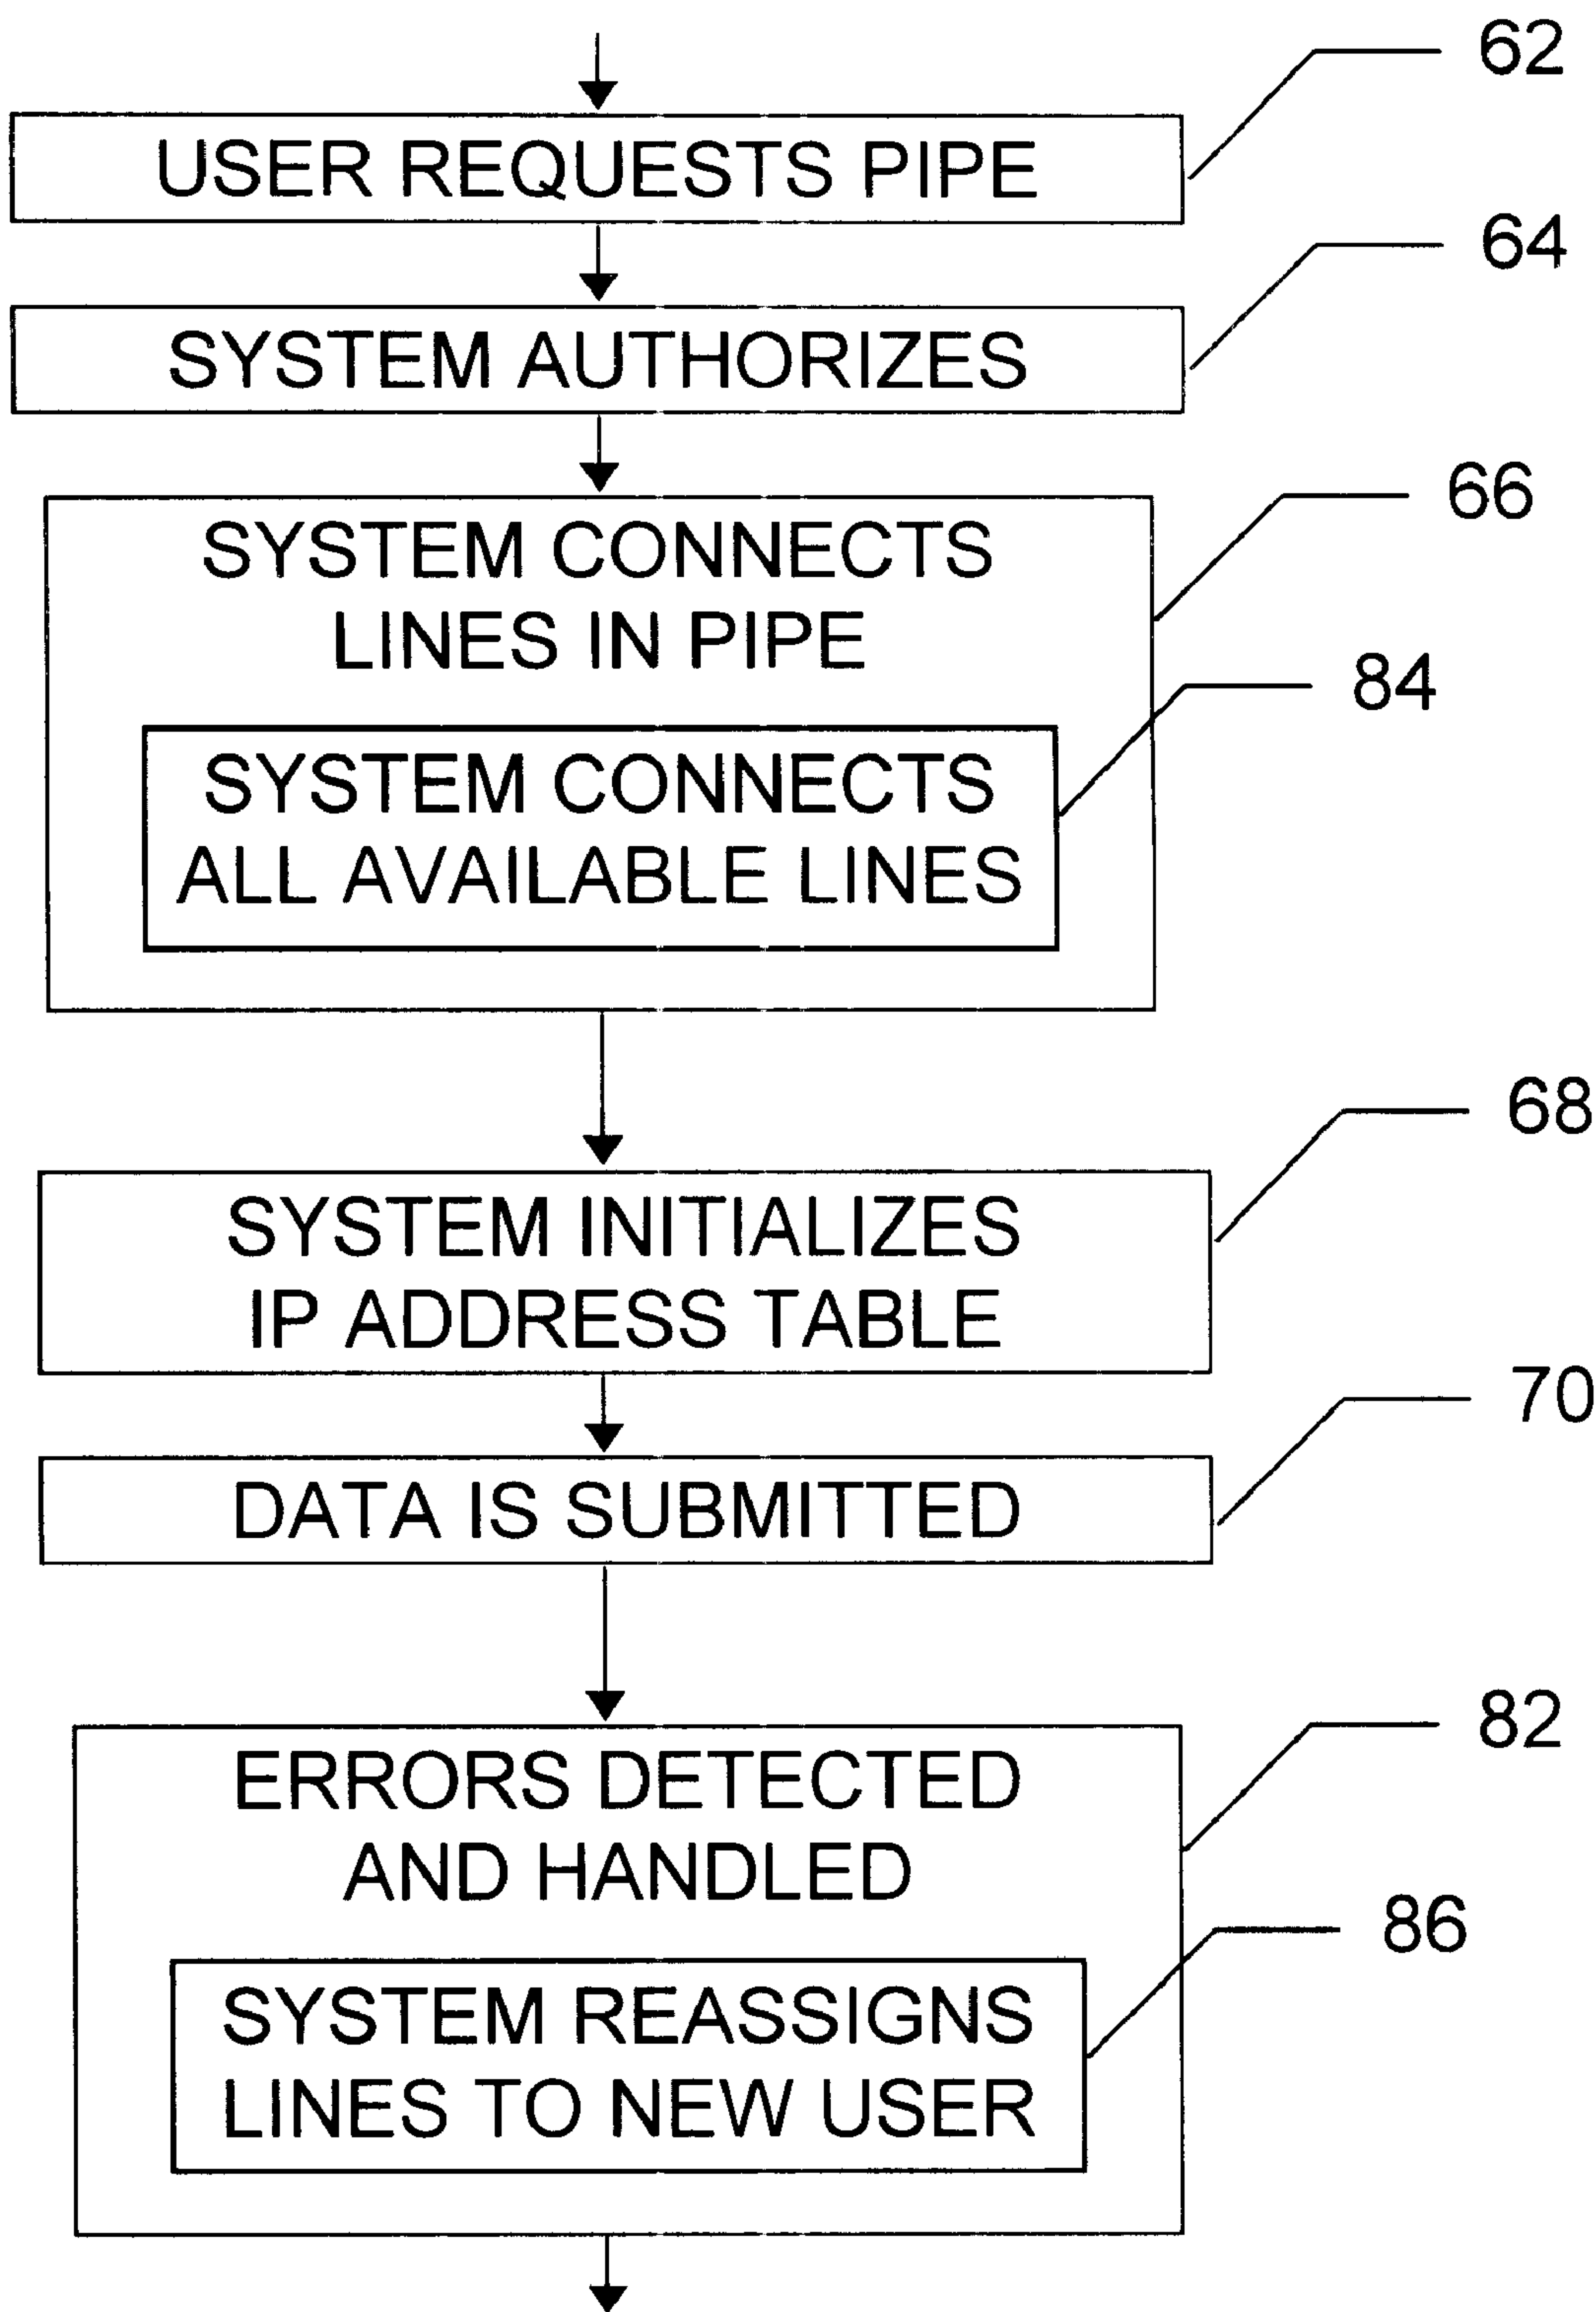 62
USER REQUESTS PIPE
64
SYSTEM AUTHORIZES
66
SYSTEM CONNECTS
LINES IN PIPE
84
SYSTEM CONNECTS
ALL AVAILABLE LINES
68
SYSTEM INITIALIZES
IP ADDRESS TABLE
70
DATA IS SUBMITTED
82
ERRORS DETECTED
AND HANDLED
86
SYSTEM REASSIGNS
LINES TO NEW USER